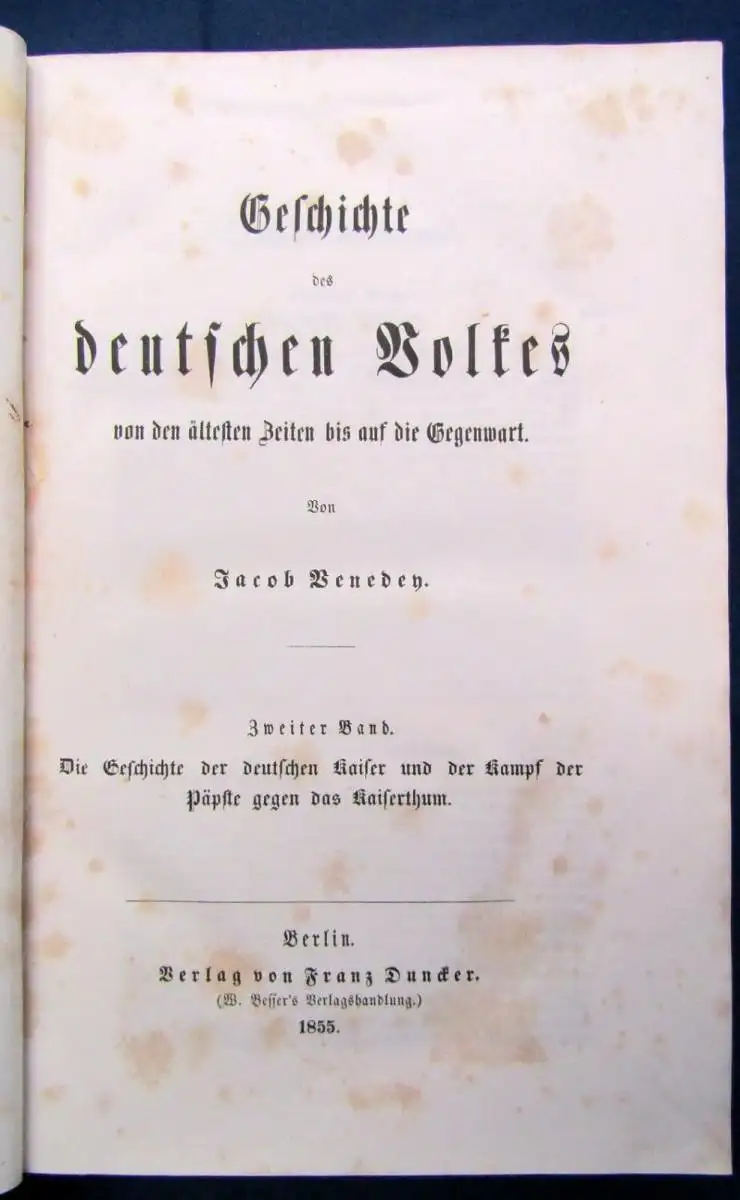 Geschichte
des
deutschen Volkes
von den ältesten Zeiten bis auf die Gegenwart.
Von
Jacob Venedey.
Zweiter Band.
Die Geschichte der deutschen Kaiser und der Kampf der
Päpste gegen das Kaiserthum.
Berlin.
Verlag von Franz Duncker.
(W. Besser's Verlagshandlung.)
1855.